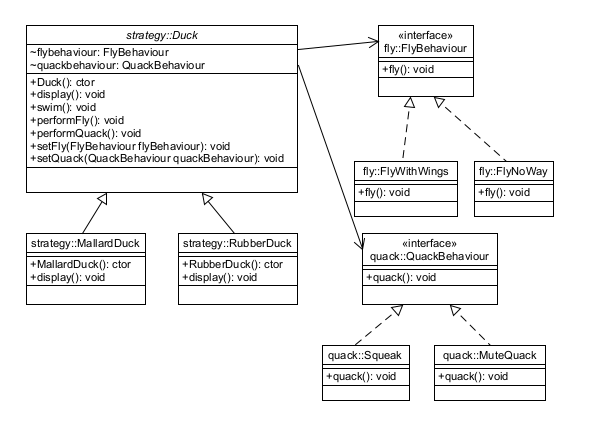 strategy::Duck
~flybehaviour: FlyBehaviour
~quackbehaviour: QuackBehaviour
+Duck(): ctor
+display(): void
+swim(): void
+performFly(): void
+performQuack(): void
+setFly(FlyBehaviour flyBehaviour): void
+setQuack(QuackBehaviour quackBehaviour): void
«interface»
fly::FlyBehaviour
+fly(): void
fly::FlyWithWings
+fly(): void
fly::FlyNoWay
+fly(): void
strategy::MallardDuck
+MallardDuck(): ctor
+display(): void
strategy::RubberDuck
+RubberDuck(): ctor
+display(): void
«interface»
quack::QuackBehaviour
+quack(): void
quack::Squeak
+quack(): void
quack::MuteQuack
+quack(): void